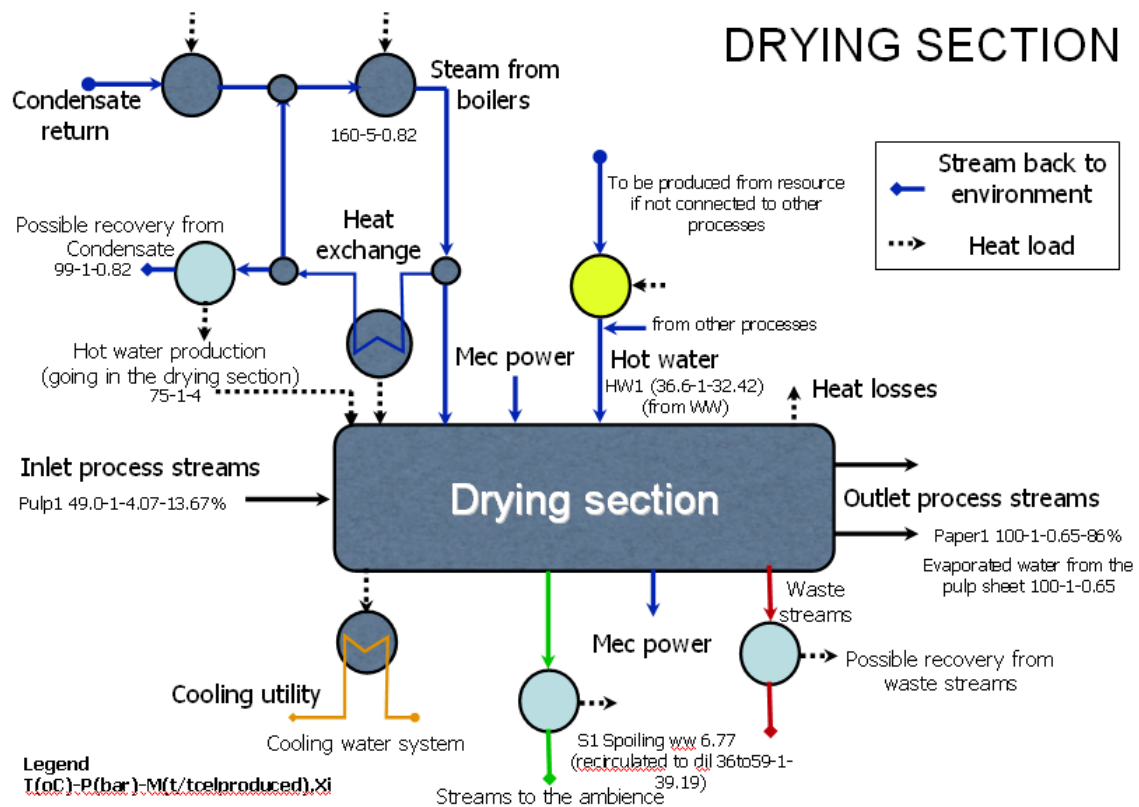 DRYING SECTION
Condensate
return
Steam from
boilers
160-5-0.82
To be produced from resource
if not connected to other
processes
Stream back to
environment
Heat load
Possible recovery from
Condensate
99-1-0.82
Heat
exchange
Hot water production
(going in the drying section)
75-1-4
Mec power
from other processes
Hot water
HW1 (36.6-1-32.42)
(from WW)
Heat losses
Inlet process streams
Pulp1 49.0-1-4.07-13.67%
Drying section
Outlet process streams
Paper1 100-1-0.65-86%
Evaporated water from the
pulp sheet 100-1-0.65
Waste
streams
Mec power
Possible recovery from
waste streams
Cooling utility
Cooling water system
S1 Spoiling ww 6.77
(recirculated to dil 36to59-1-
39.19)
Streams to the ambience
Legend
T(oC)-P(bar)-M(t/tcelproduced),Xi